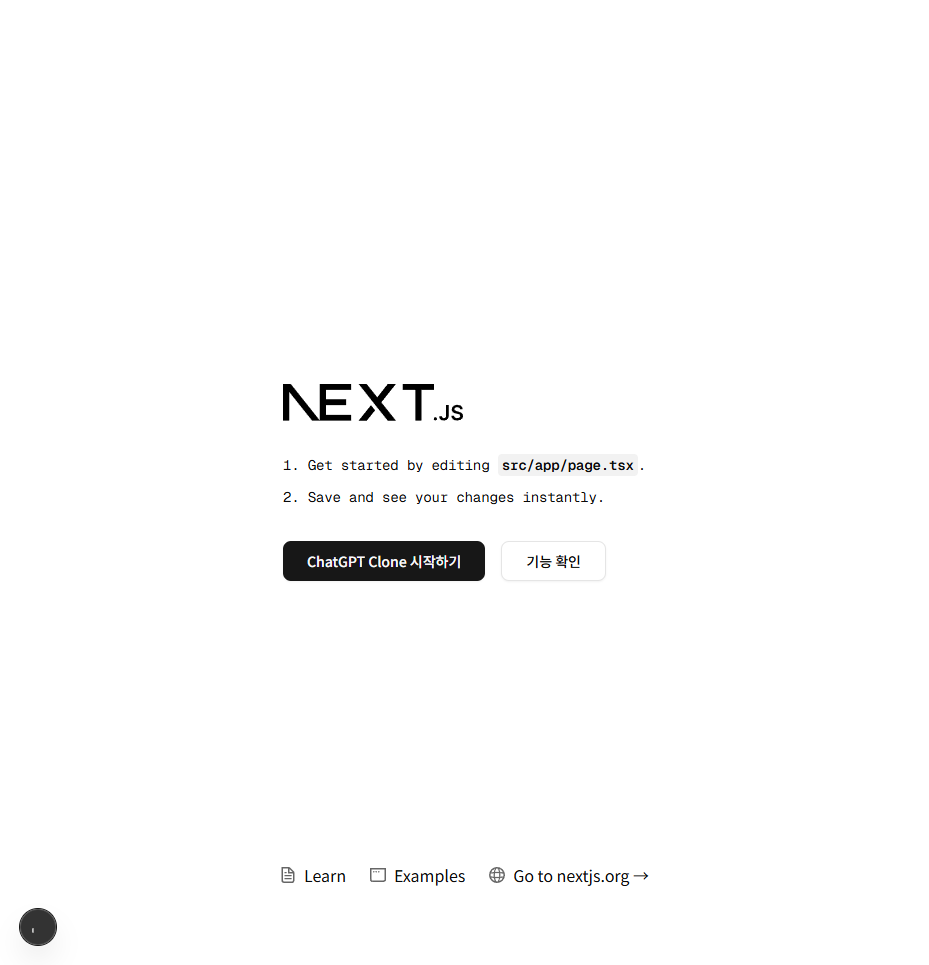 NEXT.JS
1. Get started by editing src/app/page.tsx.
2. Save and see your changes instantly.
ChatGPT Clone 시작하기 기능 확인
Learn Examples Go to nextjs.org →